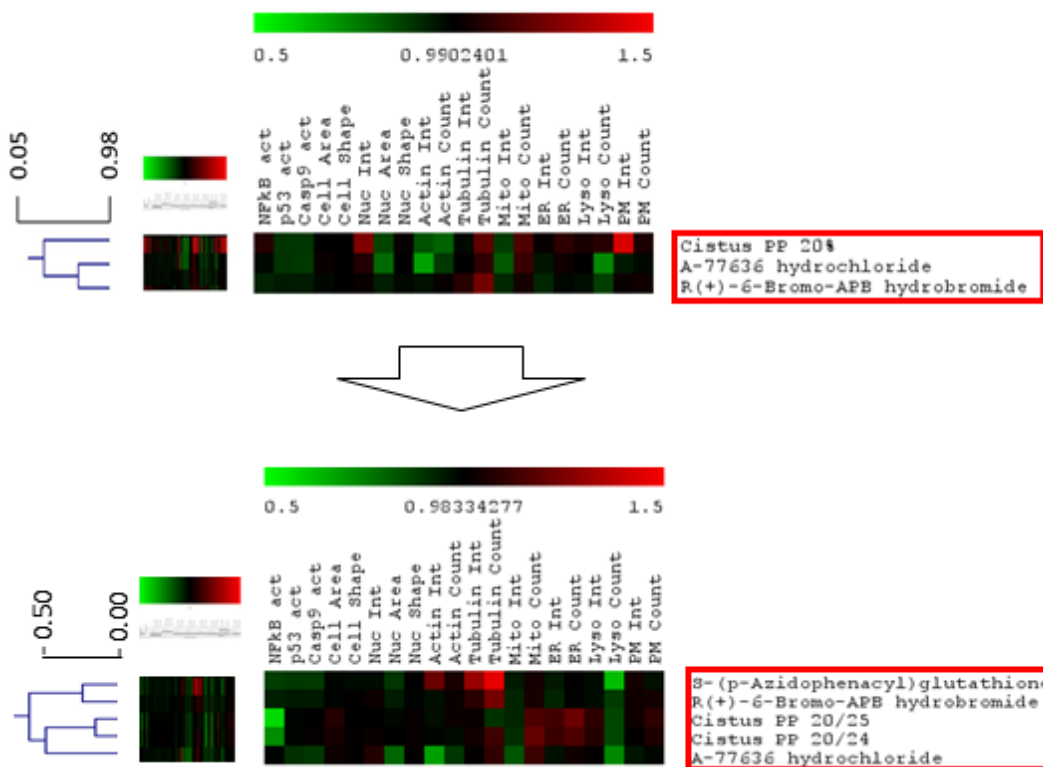 0.5 0.9902401 1.5
0.05
0.98
NFkB act
p53 act
Casp9 act
Cell Area
Cell Shape
Nuc Int
Nuc Area
Nuc Shape
Actin Int
Actin Count
Tubulin Int
Tubulin Count
Mito Int
Mito Count
ER Int
ER Count
Lyso Int
Lyso Count
PM Int
PM Count
Cistus PP 20%
A-77636 hydrochloride
R(+)-6-Bromo-APB hydrobromide
0.5 0.98334277 1.5
0.50
0.00
NFkB act
p53 act
Casp9 act
Cell Area
Cell Shape
Nuc Int
Nuc Area
Nuc Shape
Actin Int
Actin Count
Tubulin Int
Tubulin Count
Mito Int
Mito Count
ER Int
ER Count
Lyso Int
Lyso Count
PM Int
PM Count
S-(p-Azidophenacyl)glutathione
R(+)-6-Bromo-APB hydrobromide
Cistus PP 20/25
Cistus PP 20/24
A-77636 hydrochloride